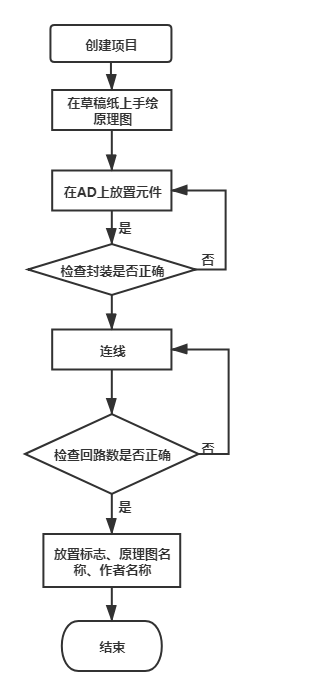 创建项目
在草稿纸上手绘
原理图
在AD上放置元件
是
检查封装是否正确
否
连线
检查回路数是否正确
否
是
放置标志、原理图名
称、作者名称
结束